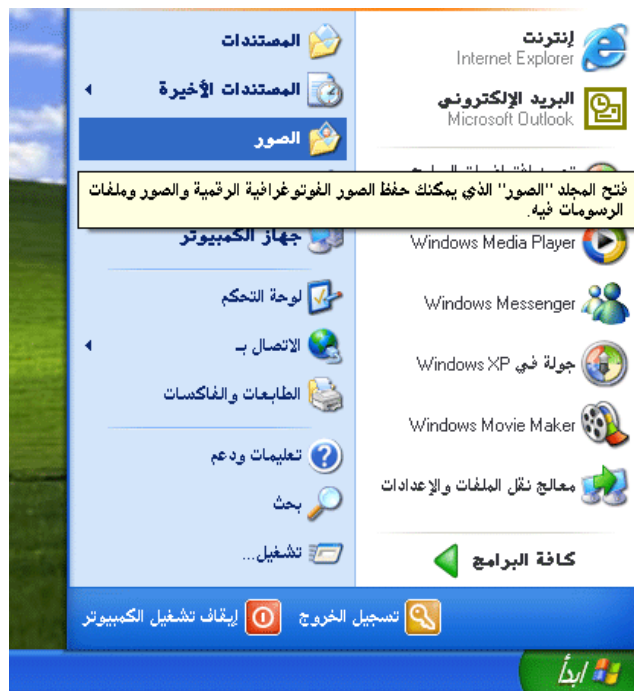 إنترنت
Internet Explorer
البريد الإلكتروني
Microsoft Outlook
Windows Media Player
Windows Messenger
جولة في Windows XP
Windows Movie Maker
معالج نقل الملفات والإعدادات
كافة البرامج
المستندات
المستندات الأخيرة
الصور
فتح المجلد "الصور" الذي يمكنك حفظ الصور الفوتوغرافية الرقمية والصور وملفات
الرسومات فيه.
جهاز الكمبيوتر
لوحة التحكم
الاتصال بـ
الطابعات والفاكسات
تعليمات ودعم
بحث
تشغيل...
تسجيل الخروج
إيقاف تشغيل الكمبيوتر
ابدأ